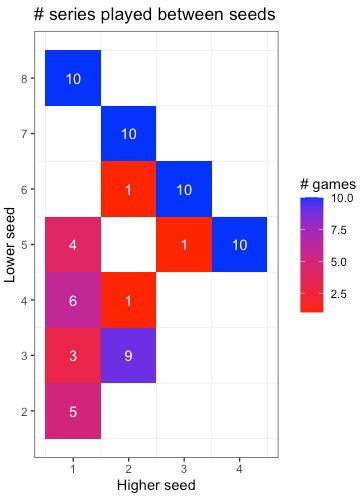 # series played between seeds
8
10
7
10
6
1 10
# games
10.0
7.5
5.0
2.5
Lower seed
5
4 1 10
4
6 1
3
3 9
2
5
1 2 3 4
Higher seed